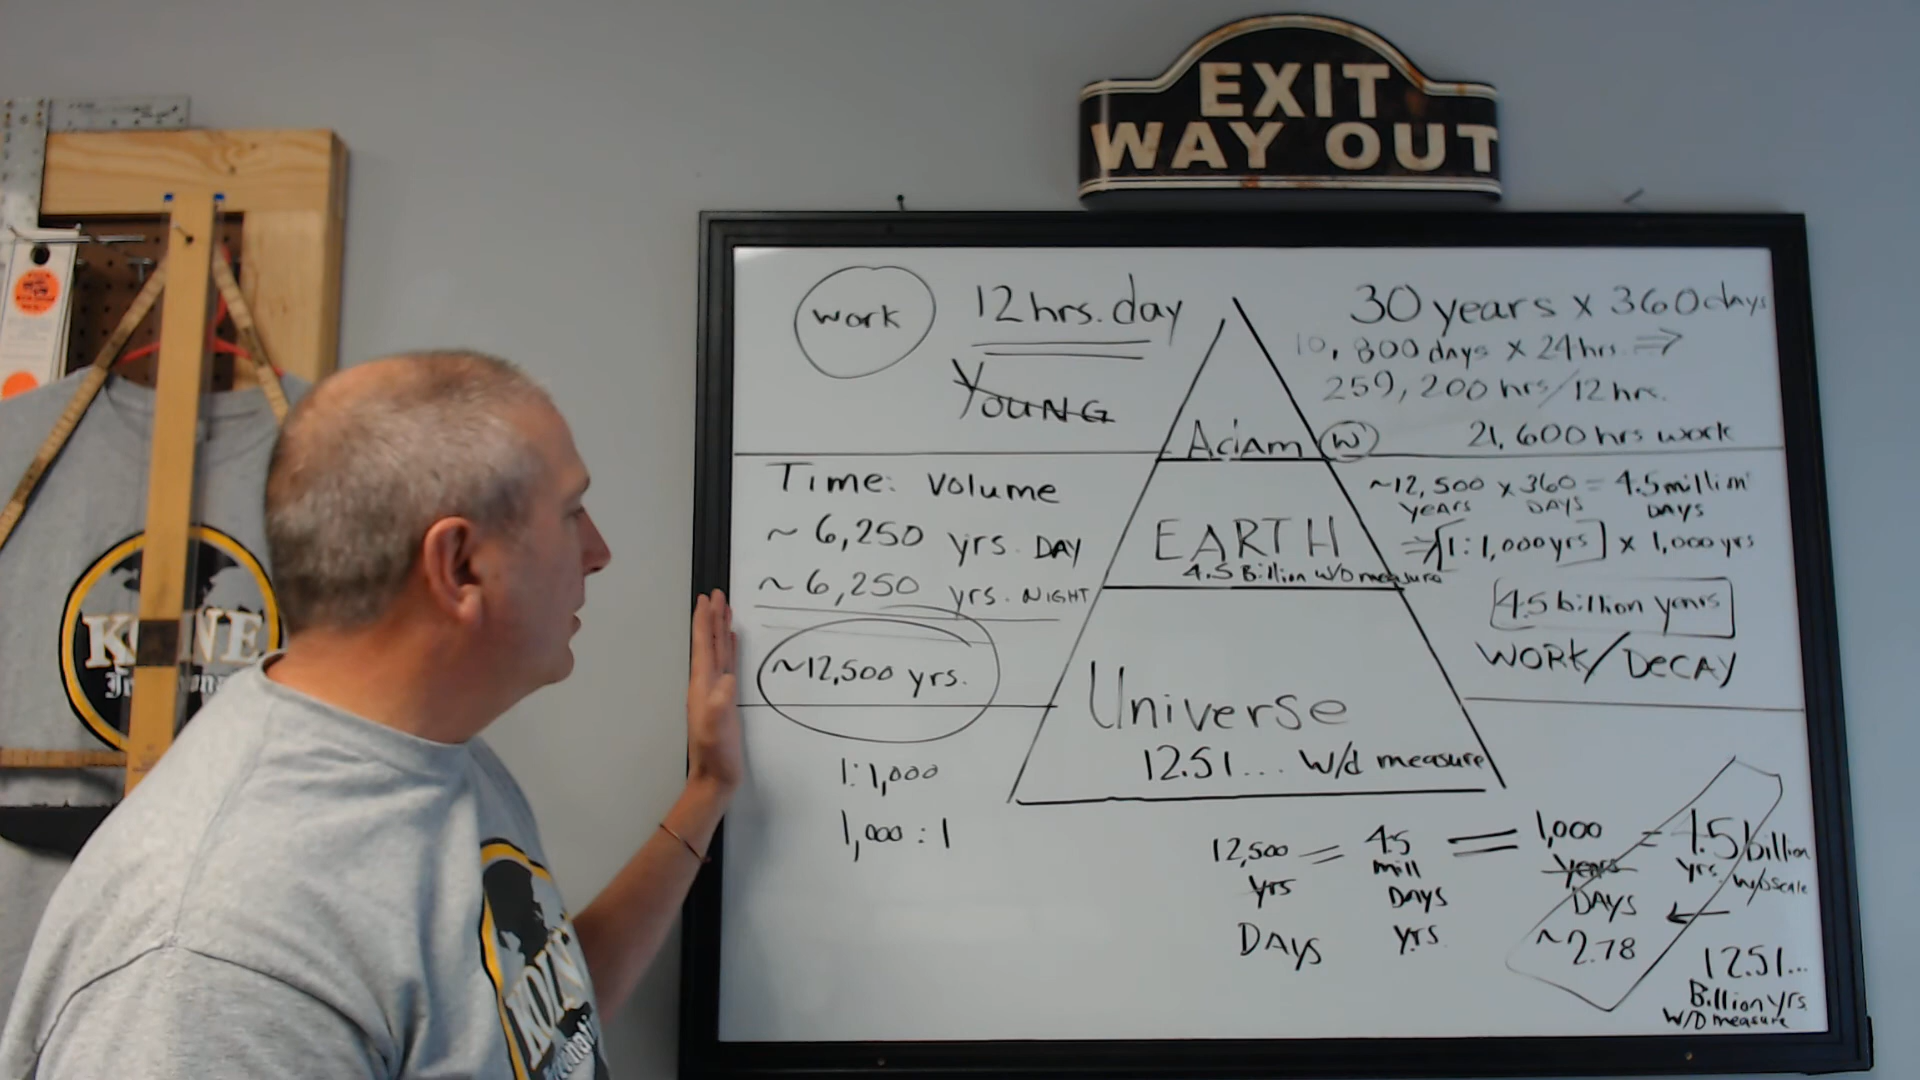 EXIT
WAY OUT
work
12 hrs. day
YOUNG
30 years x 360 days
10,800 days x 24 hrs. ⇒
259,200 hrs/12 hr.
21,600 hrs work
Adam
W
Time: Volume
~ 6,250 yrs. DAY
~ 6,250 yrs. NIGHT
~12,500 yrs.
1:1,000
1,000:1
EARTH
4.5 Billion W/D measure
~12,500 x 360 = 4.5 million
years DAYS DAYS
⇒ [1:1,000 yrs] x 1,000 yrs
4.5 billion years
WORK/DECAY
Universe
12.51... W/d measure
12,500 = 4.5 = 1,000 = 4.5 billion
yrs mill years yrs. W/D scale
DAYS DAYS ←
DAYS yrs ~2.78
12.51...
Billion yrs.
W/D measure
KOINE
KOINE